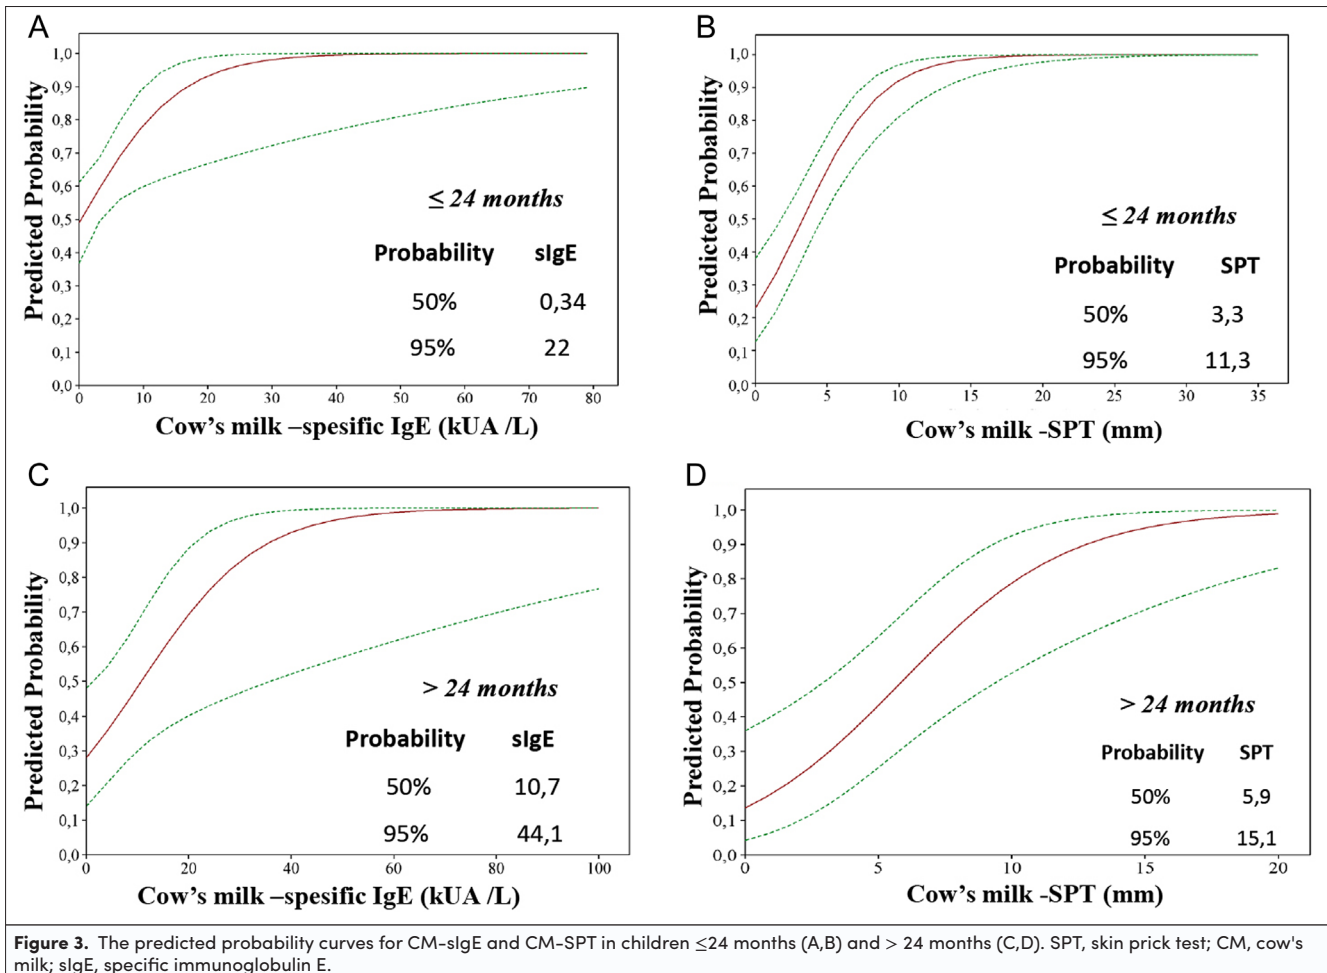 A
Predicted Probability
1,0
0,9
0,8
0,7
0,6
0,5
0,4
0,3
0,2
0,1
0,0
≤ 24 months
Probability sIgE
50% 0,34
95% 22
0 10 20 30 40 50 60 70 80
Cow's milk –spesific IgE (kUA /L)
B
Predicted Probability
1,0
0,9
0,8
0,7
0,6
0,5
0,4
0,3
0,2
0,1
0,0
≤ 24 months
Probability SPT
50% 3,3
95% 11,3
0 5 10 15 20 25 30 35
Cow's milk -SPT (mm)
C
Predicted Probability
1,0
0,9
0,8
0,7
0,6
0,5
0,4
0,3
0,2
0,1
0,0
> 24 months
Probability sIgE
50% 10,7
95% 44,1
0 20 40 60 80 100
Cow's milk –spesific IgE (kUA /L)
D
Predicted Probability
1,0
0,9
0,8
0,7
0,6
0,5
0,4
0,3
0,2
0,1
0,0
> 24 months
Probability SPT
50% 5,9
95% 15,1
0 5 10 15 20
Cow's milk -SPT (mm)
Figure 3. The predicted probability curves for CM-sIgE and CM-SPT in children ≤24 months (A,B) and > 24 months (C,D). SPT, skin prick test; CM, cow's
milk; sIgE, specific immunoglobulin E.